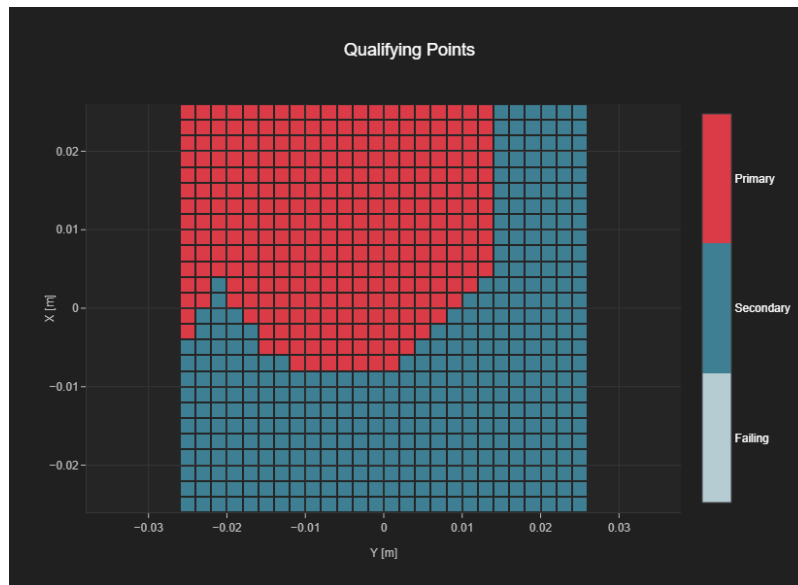 Qualifying Points
X [m]
0.02
0.01
0
−0.01
−0.02
−0.03
−0.02
−0.01
0
0.01
0.02
0.03
Y [m]
Primary
Secondary
Failing